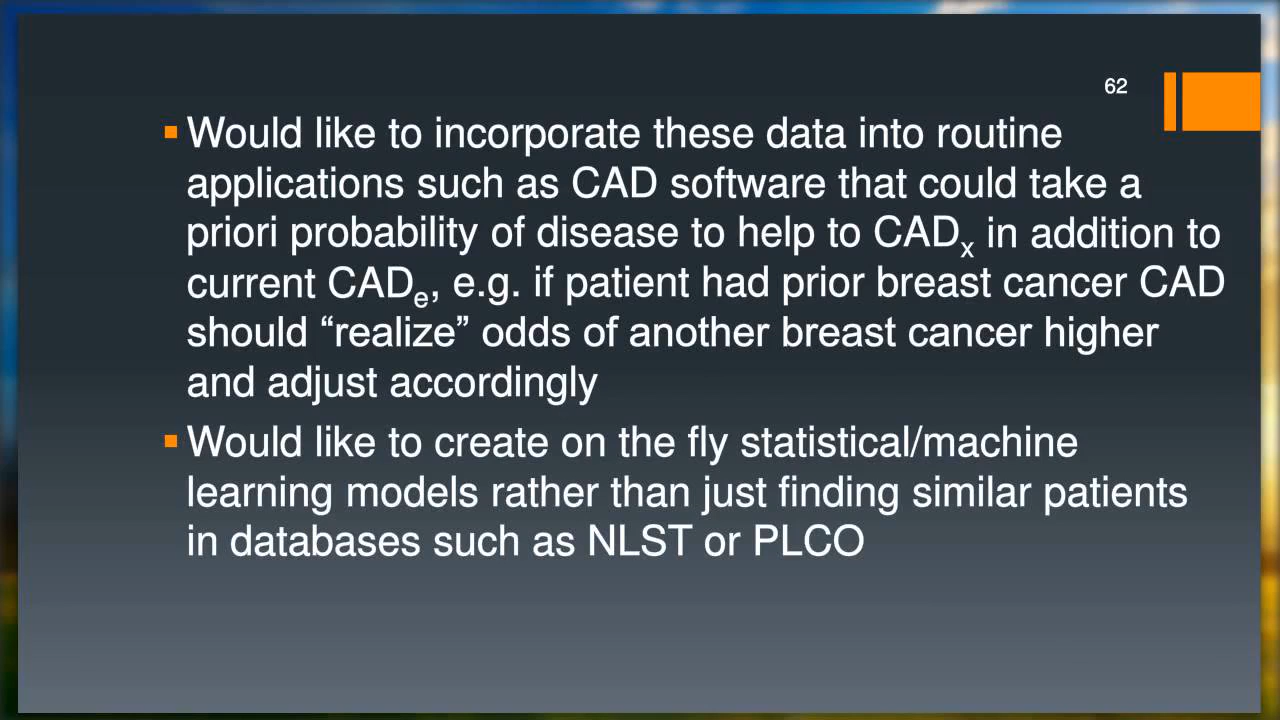 62
▪ Would like to incorporate these data into routine
applications such as CAD software that could take a
priori probability of disease to help to CADx in addition to
current CADe, e.g. if patient had prior breast cancer CAD
should “realize” odds of another breast cancer higher
and adjust accordingly
▪ Would like to create on the fly statistical/machine
learning models rather than just finding similar patients
in databases such as NLST or PLCO